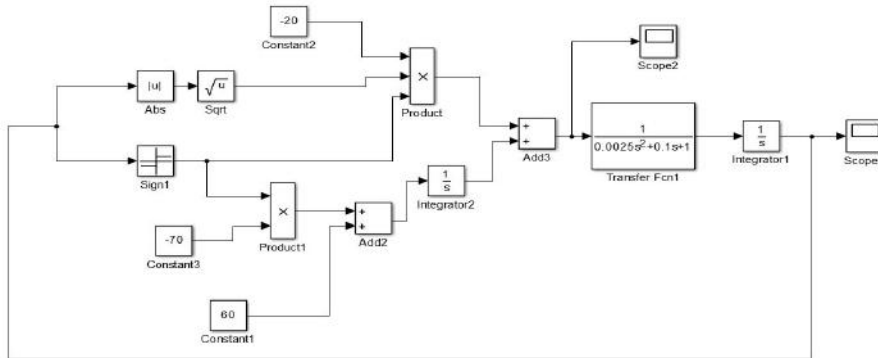 -20
Constant2
Scope2
|u|
Abs
√u
Sqrt
×
Product
+
+
Add3
1
0.0025s²+0.1s+1
Transfer Fcn1
1
s
Integrator1
Scope
Sign1
1
s
Integrator2
×
Product1
+
+
Add2
-70
Constant3
60
Constant1